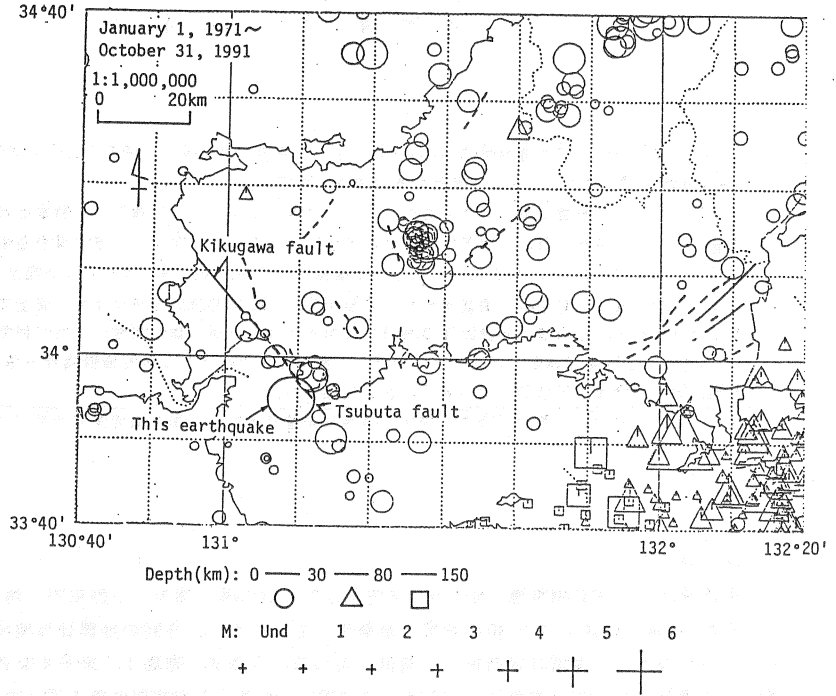 34°40'
January 1, 1971～
October 31, 1991
1:1,000,000
0 20km
Kikugawa fault
34°
Tsubuta fault
This earthquake
33°40'
130°40' 131° 132° 132°20'
Depth(km): 0 — 30 — 80 — 150
M: Und 1 2 3 4 5 6